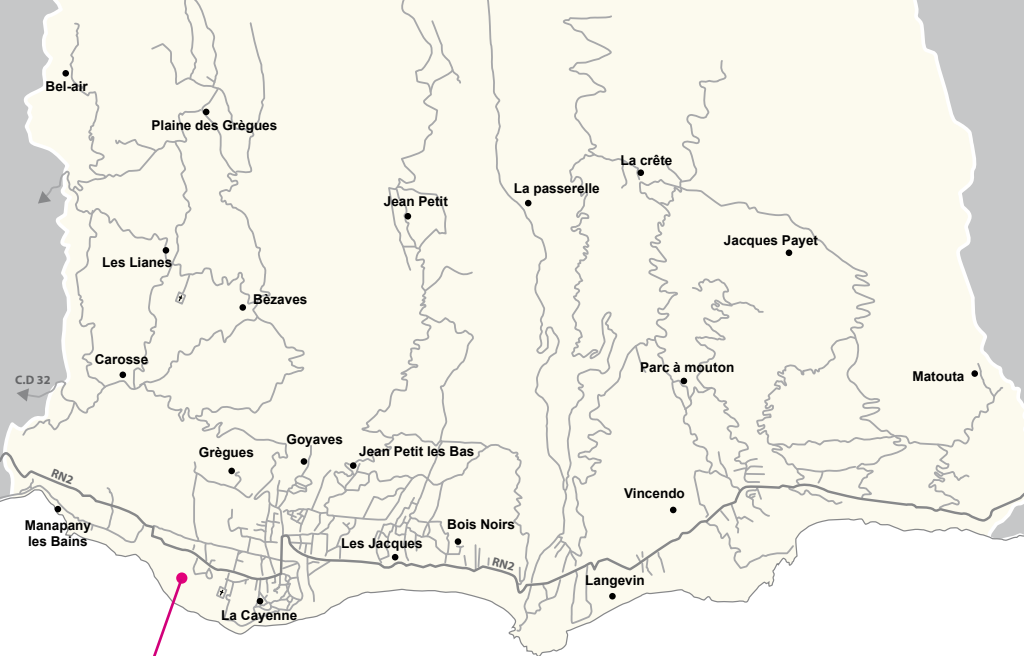 Bel-air
Plaine des Grègues
La crête
La passerelle
Jean Petit
Jacques Payet
Les Lianes
Bèzaves
Carosse
Parc à mouton
C.D 32
Matouta
Goyaves
Grègues
Jean Petit les Bas
RN2
Vincendo
Manapany
les Bains
Bois Noirs
Les Jacques
RN2
Langevin
La Cayenne